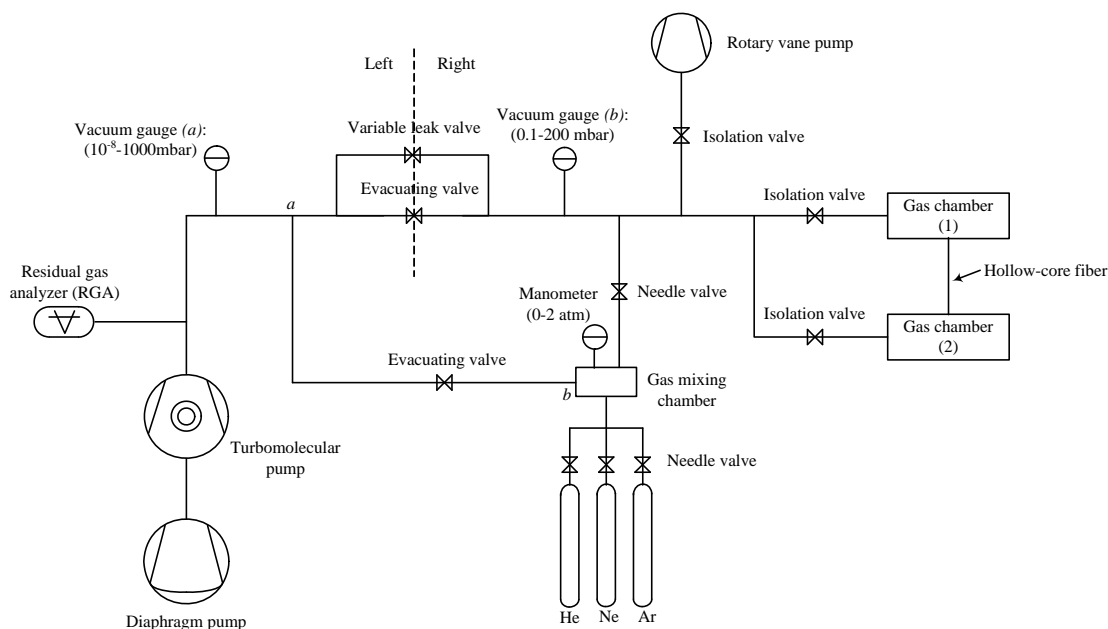 Rotary vane pump
Left
Right
Vacuum gauge (a):
(10⁻⁸-1000mbar)
Variable leak valve
Vacuum gauge (b):
(0.1-200 mbar)
Isolation valve
Evacuating valve
a
Isolation valve
Gas chamber
(1)
Residual gas
analyzer (RGA)
Manometer
(0-2 atm)
Needle valve
Hollow-core fiber
Isolation valve
Gas chamber
(2)
Evacuating valve
b
Gas mixing
chamber
Turbomolecular
pump
Needle valve
Diaphragm pump
He
Ne
Ar